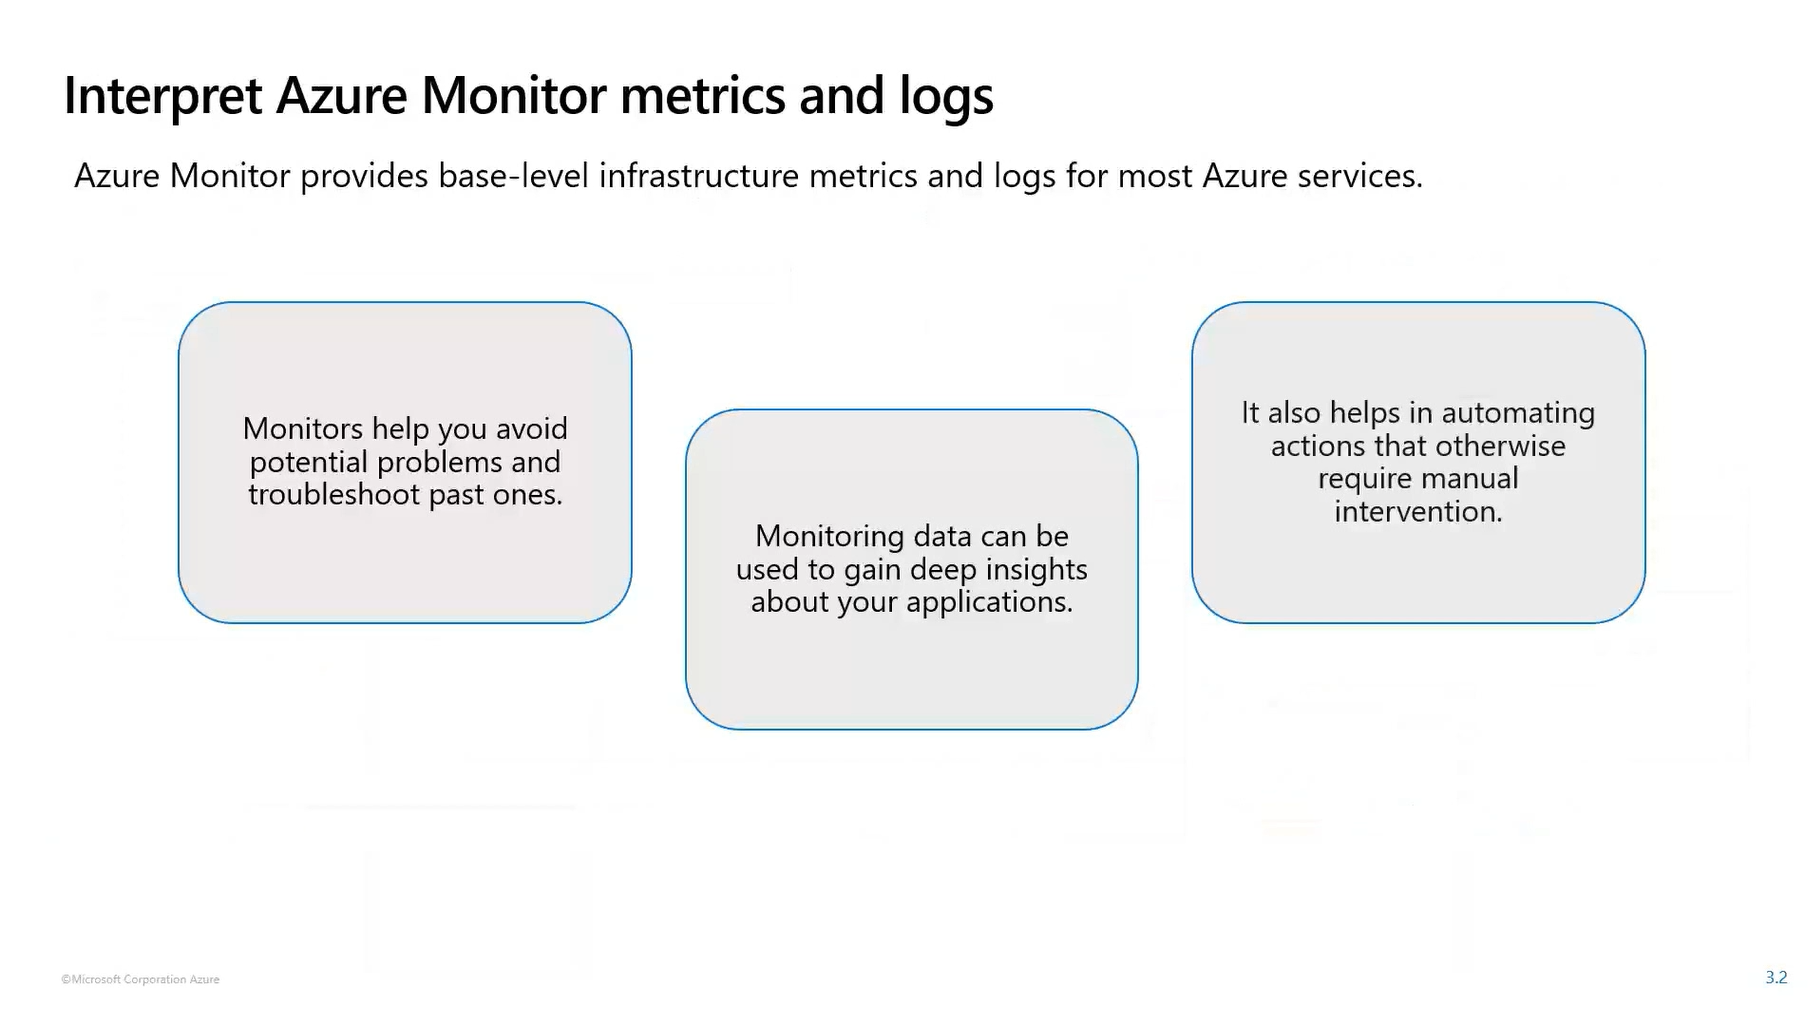 Interpret Azure Monitor metrics and logs
Azure Monitor provides base-level infrastructure metrics and logs for most Azure services.
Monitors help you avoid
potential problems and
troubleshoot past ones.
Monitoring data can be
used to gain deep insights
about your applications.
It also helps in automating
actions that otherwise
require manual
intervention.
©Microsoft Corporation Azure
3.2